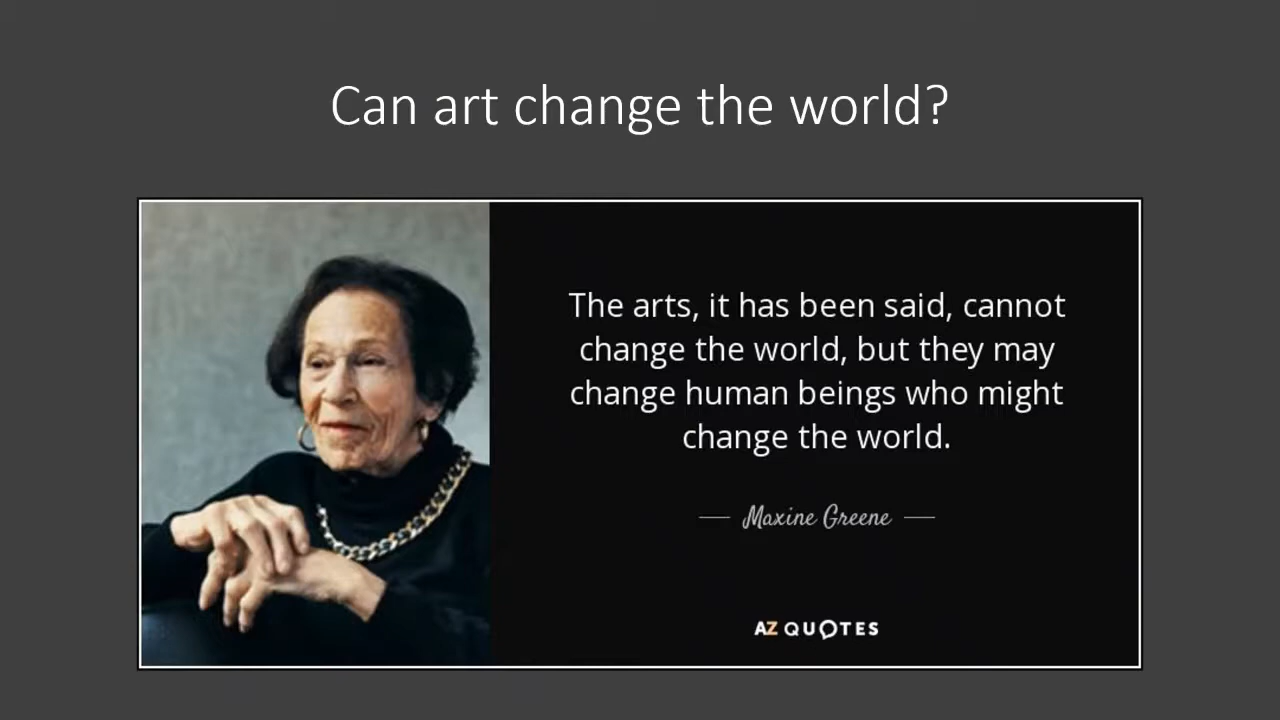 Can art change the world?
The arts, it has been said, cannot
change the world, but they may
change human beings who might
change the world.
Maxine Greene
AZ QUOTES